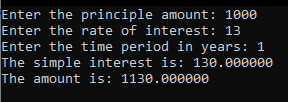 Enter the principle amount: 1000
Enter the rate of interest: 13
Enter the time period in years: 1
The simple interest is: 130.000000
The amount is: 1130.000000